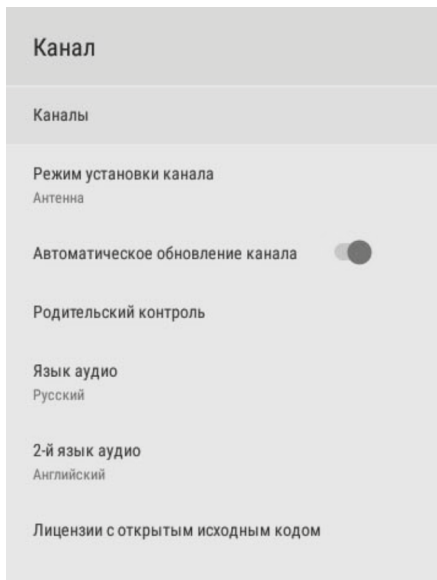 Канал
Каналы
Режим установки канала
Антенна
Автоматическое обновление канала
Родительский контроль
Язык аудио
Русский
2-й язык аудио
Английский
Лицензии с открытым исходным кодом